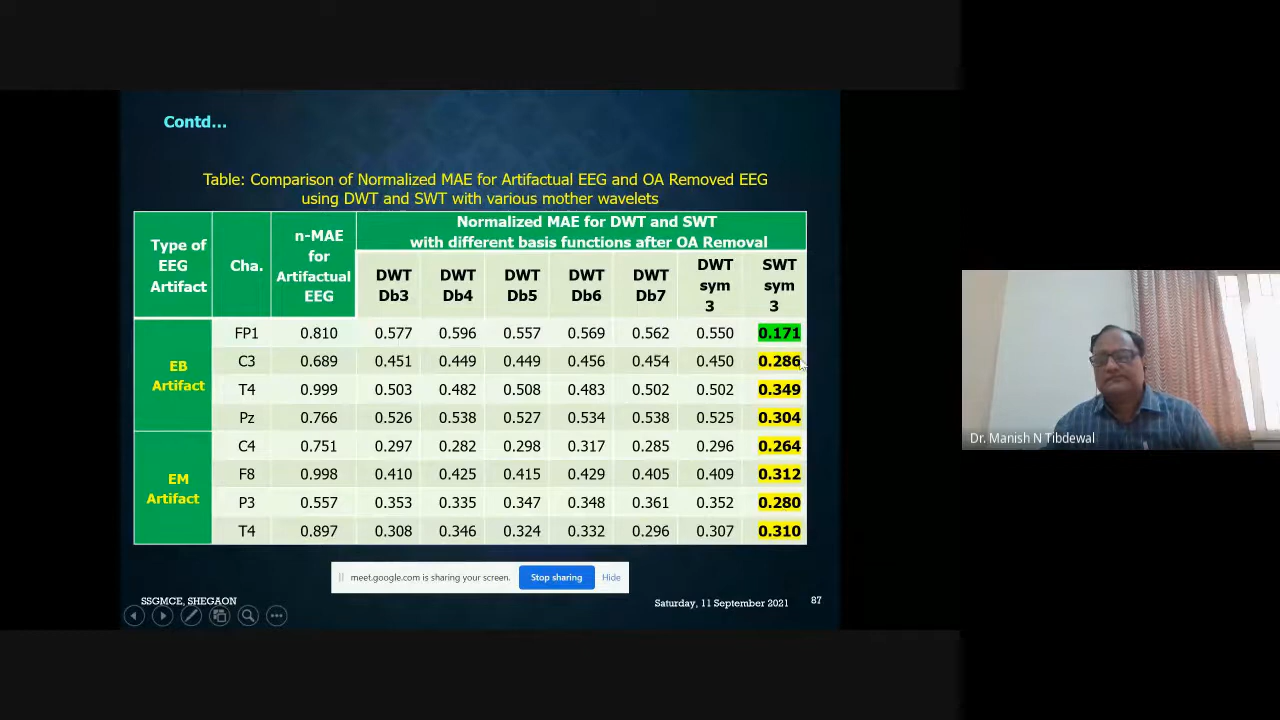 Contd...
Table: Comparison of Normalized MAE for Artifactual EEG and OA Removed EEG
using DWT and SWT with various mother wavelets
Type of EEG Artifact Cha. n-MAE for Artifactual EEG Normalized MAE for DWT and SWT
with different basis functions after OA Removal
DWT Db3 DWT Db4 DWT Db5 DWT Db6 DWT Db7 DWT sym 3 SWT sym 3
EB Artifact
FP1 0.810 0.577 0.596 0.557 0.569 0.562 0.550 0.171
C3 0.689 0.451 0.449 0.449 0.456 0.454 0.450 0.286
T4 0.999 0.503 0.482 0.508 0.483 0.502 0.502 0.349
Pz 0.766 0.526 0.538 0.527 0.534 0.538 0.525 0.304
EM Artifact
C4 0.751 0.297 0.282 0.298 0.317 0.285 0.296 0.264
F8 0.998 0.410 0.425 0.415 0.429 0.405 0.409 0.312
P3 0.557 0.353 0.335 0.347 0.348 0.361 0.352 0.280
T4 0.897 0.308 0.346 0.324 0.332 0.296 0.307 0.310
meet.google.com is sharing your screen. Stop sharing Hide
SSGMCE, SHEGAON
Saturday, 11 September 2021 87
Dr. Manish N Tibdewal